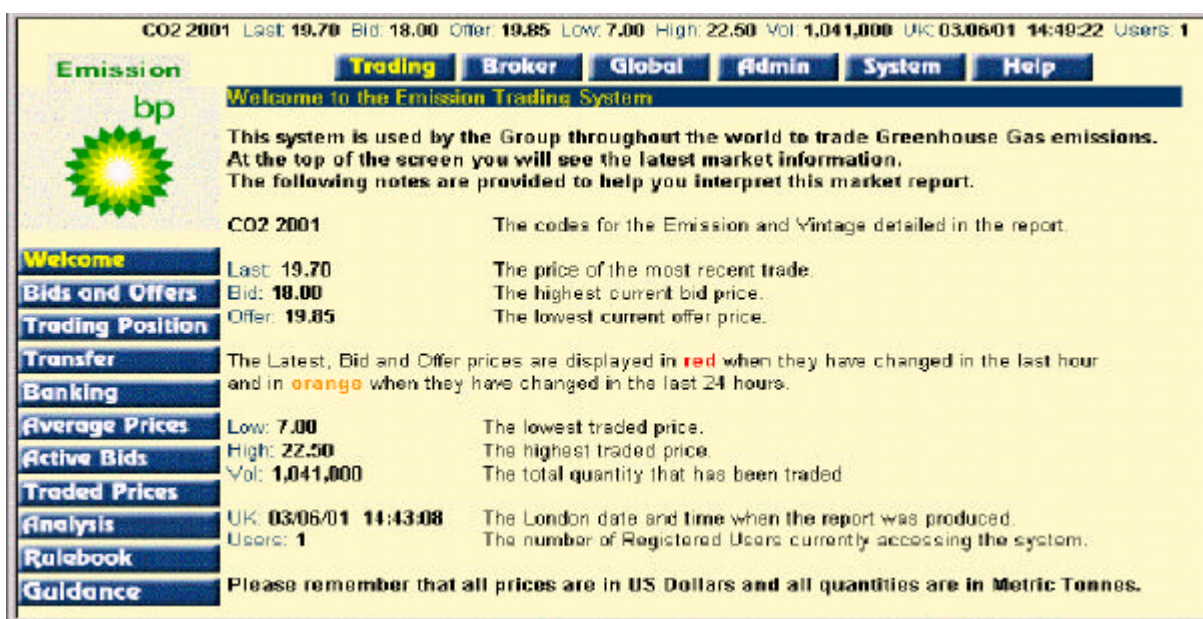 CO2 2001 Last: 19.70 Bid: 18.00 Offer: 19.85 Low: 7.00 High: 22.50 Vol: 1,041,000 UK: 03/06/01 14:49:22 Users: 1
Emission
bp
Trading Broker Global Admin System Help
Welcome to the Emission Trading System
This system is used by the Group throughout the world to trade Greenhouse Gas emissions.
At the top of the screen you will see the latest market information.
The following notes are provided to help you interpret this market report.
CO2 2001 The codes for the Emission and Vintage detailed in the report.
Last: 19.70 The price of the most recent trade.
Bid: 18.00 The highest current bid price.
Offer: 19.85 The lowest current offer price.
The Latest, Bid and Offer prices are displayed in red when they have changed in the last hour
and in orange when they have changed in the last 24 hours.
Low: 7.00 The lowest traded price.
High: 22.50 The highest traded price.
Vol: 1,041,000 The total quantity that has been traded
UK: 03/06/01 14:43:08 The London date and time when the report was produced.
Users: 1 The number of Registered Users currently accessing the system.
Please remember that all prices are in US Dollars and all quantities are in Metric Tonnes.
Welcome
Bids and Offers
Trading Position
Transfer
Banking
Average Prices
Active Bids
Traded Prices
Analysis
Rulebook
Guidance